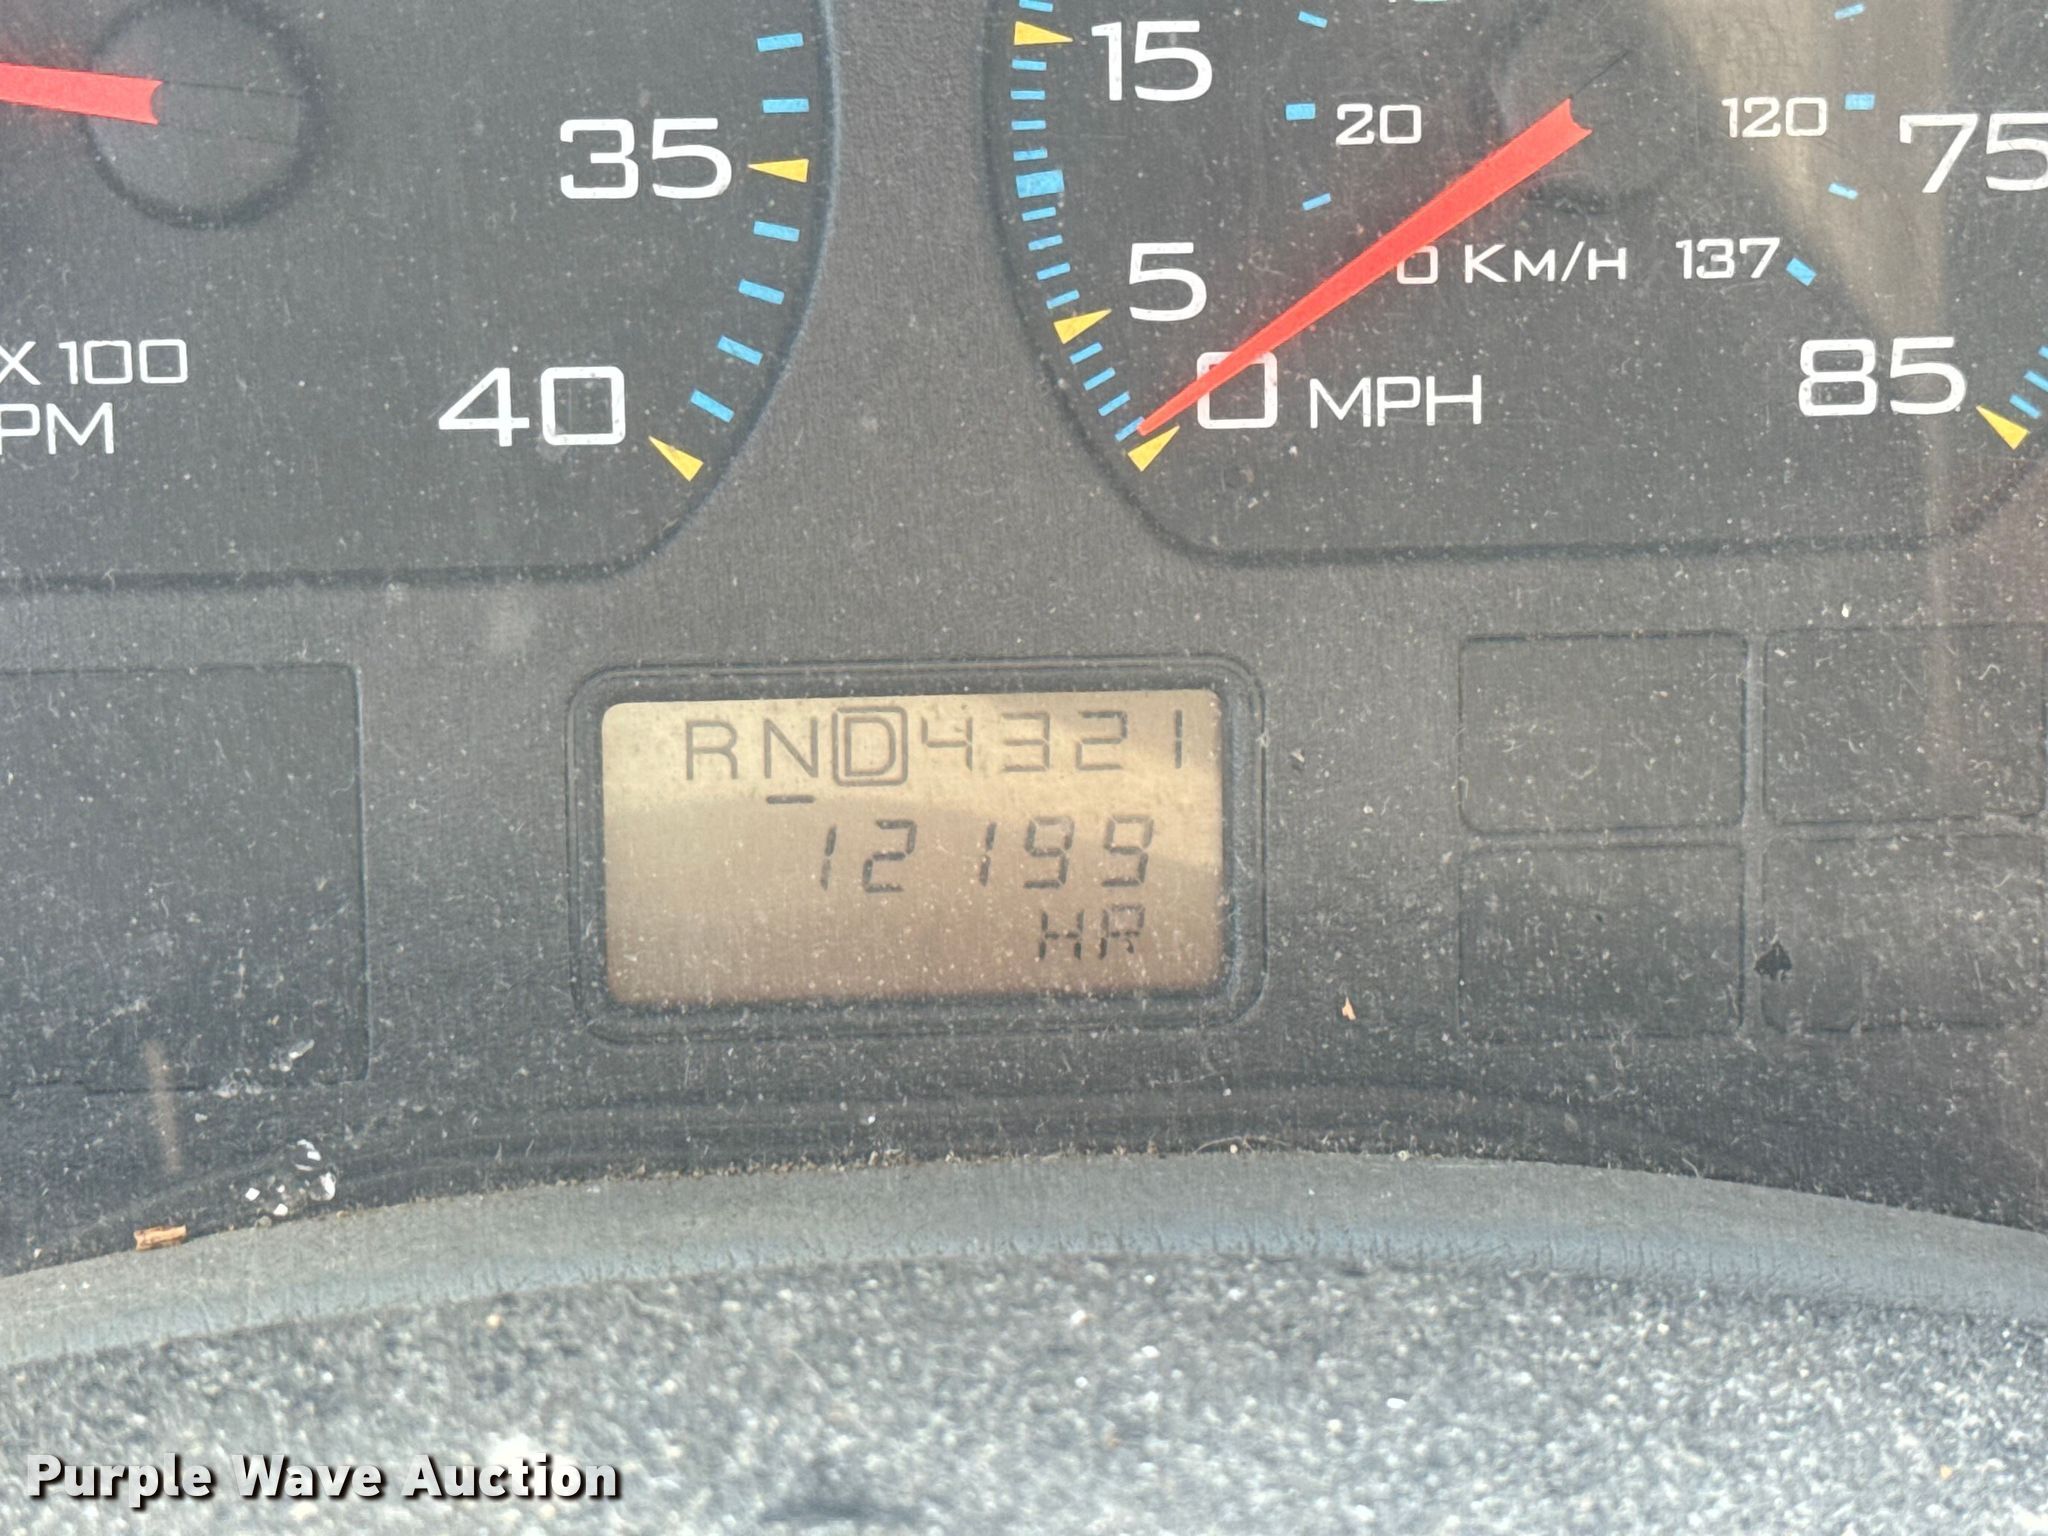 15
35
20
120
75
5
0 KM/H 137
X 100
40
0 MPH
85
PM
RND4321
12199
HR
Purple Wave Auction